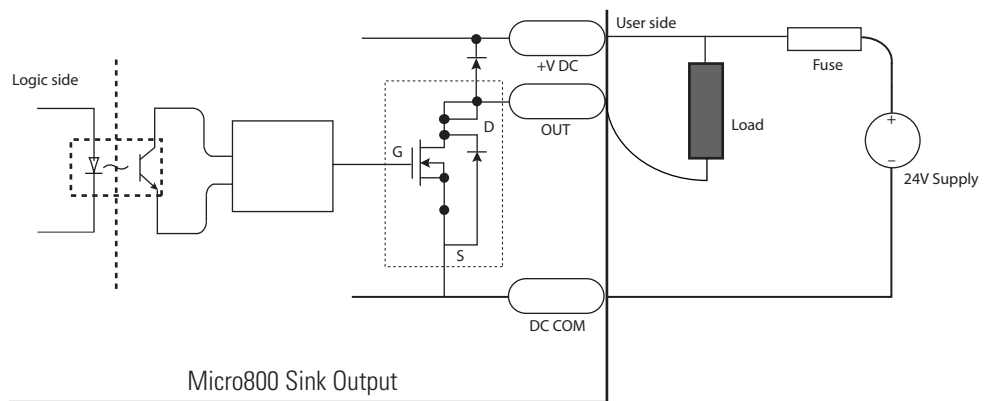 User side
+V DC
Fuse
Logic side
D
OUT
Load
+
G
−
24V Supply
S
DC COM
Micro800 Sink Output